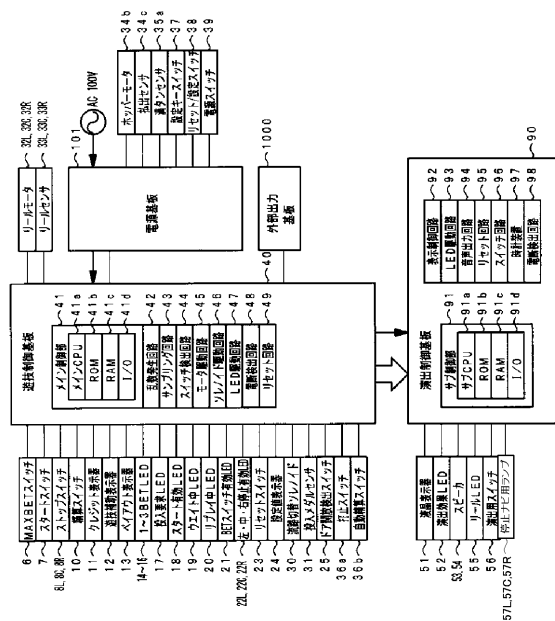 32L, 32C, 32R
33L, 33C, 33R
リールモータ
リールセンサ
AC 100V
101
電源基板
ホッパーモータ 34b
払出センサ 34c
満タンセンサ 35a
設定キースイッチ 37
リセット/設定スイッチ 38
電源スイッチ 39
外部出力基板
1000
遊技制御基板
40
メイン制御部 41
メインCPU 41a
ROM 41b
RAM 41c
I/O 41d
乱数発生回路 42
サンプリング回路 43
スイッチ検出回路 44
モータ駆動回路 45
ソレノイド駆動回路 46
LED駆動回路 47
電断検出回路 48
リセット回路 49
6 MAXBETスイッチ
7 スタートスイッチ
8L, 8C, 8R ストップスイッチ
10 精算スイッチ
11 クレジット表示器
12 遊技補助表示器
13 ペイアウト表示器
14~16 1~3BET LED
17 投入要求LED
18 スタート有効LED
19 ウエイト中LED
20 リプレイ中LED
21 BETスイッチ有効LED
22L, 22C, 22R 左、中、右停止有効LED
23 リセットスイッチ
24 設定値表示器
30 流路切替ソレノイド
31 投入メダルセンサ
25 ドア開放検出スイッチ
36a 打止スイッチ
36b 自動精算スイッチ
演出制御基板
90
サブ制御部 91
サブCPU 91a
ROM 91b
RAM 91c
I/O 91d
表示制御回路 92
LED駆動回路 93
音声出力回路 94
リセット回路 95
スイッチ回路 96
時計装置 97
電断検出回路 98
51 液晶表示器
52 演出効果LED
53, 54 スピーカ
55 リールLED
56 演出用スイッチ
停止ナビ用ランプ
57L, 57C, 57R